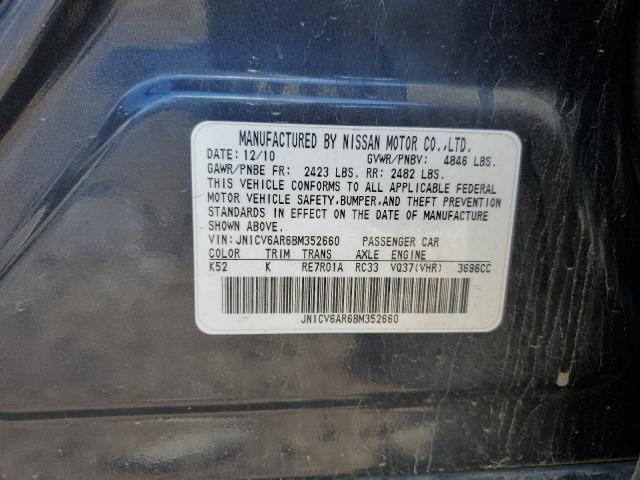 MANUFACTURED BY NISSAN MOTOR CO.,LTD.
DATE: 12/10 GVWR/PNBV: 4846 LBS.
GAWR/PNBE FR: 2423 LBS. RR: 2482 LBS.
THIS VEHICLE CONFORMS TO ALL APPLICABLE FEDERAL
MOTOR VEHICLE SAFETY,BUMPER,AND THEFT PREVENTION
STANDARDS IN EFFECT ON THE DATE OF MANUFACTURE
SHOWN ABOVE.
VIN: JN1CV6AR6BM352660 PASSENGER CAR
COLOR TRIM TRANS AXLE ENGINE
K52 K RE7R01A RC33 VQ37(VHR) 3696CC
JN1CV6AR6BM352660